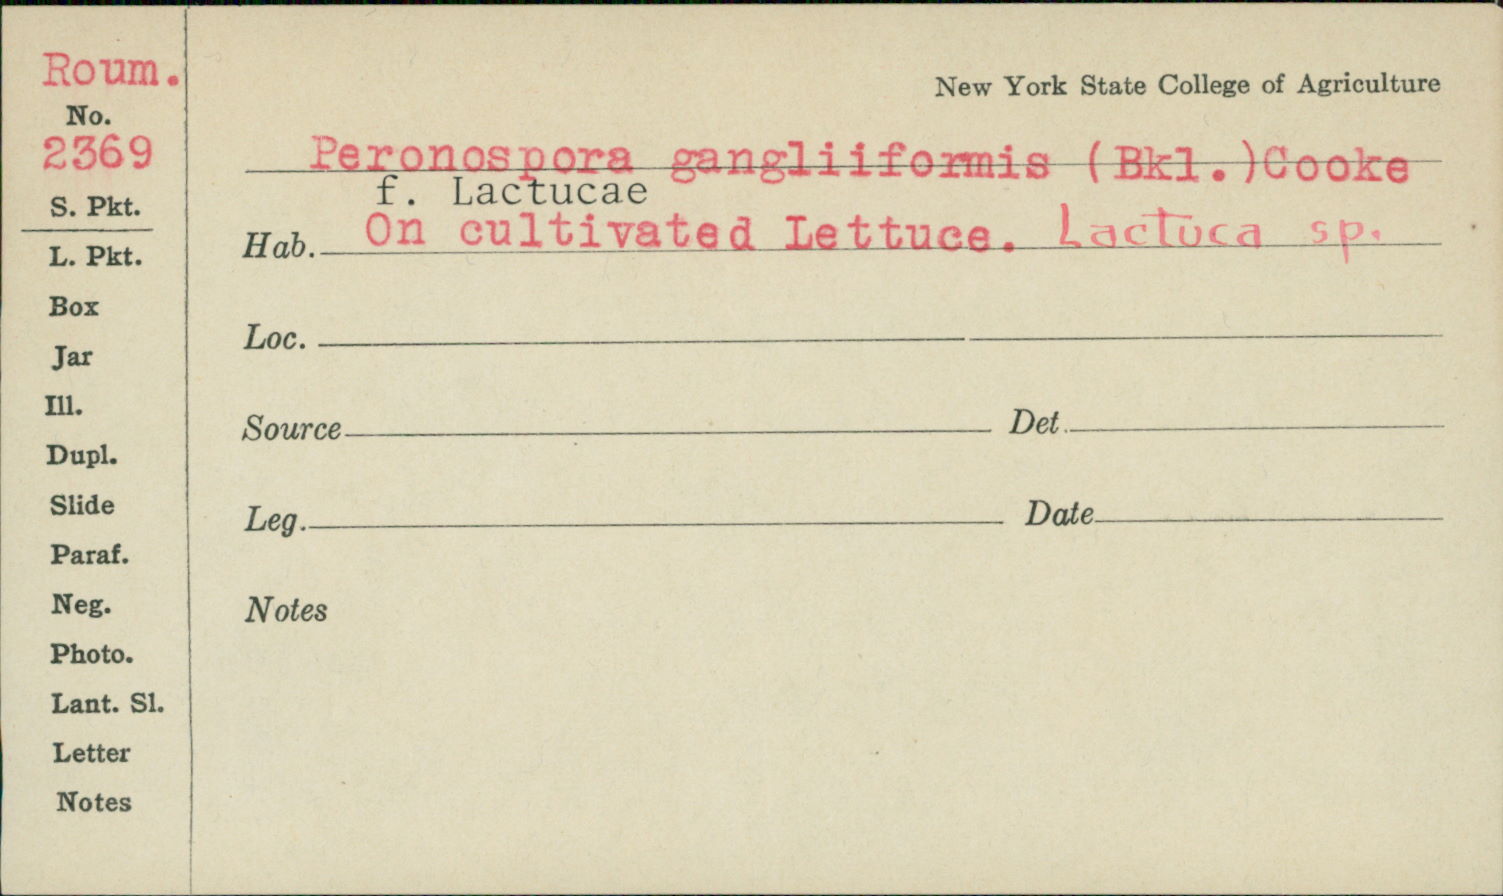 Roum.
No.
2369
S. Pkt.
L. Pkt.
Box
Jar
Ill.
Dupl.
Slide
Paraf.
Neg.
Photo.
Lant. Sl.
Letter
Notes
New York State College of Agriculture
Peronospora gangliiformis (Bkl.)Cooke
f. Lactucae
Hab. On cultivated Lettuce. Lactuca sp.
Loc.
Source Det.
Leg. Date
Notes